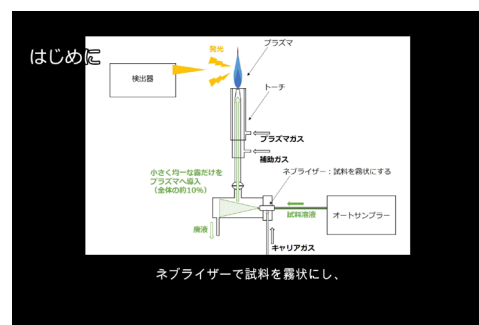 はじめに
発光
プラズマ
検出器
トーチ
プラズマガス
補助ガス
小さく均一な霧だけを
プラズマへ導入
（全体の約10%）
ネブライザー：試料を霧状にする
試料溶液
オートサンプラー
廃液
キャリアガス
ネブライザーで試料を霧状にし、